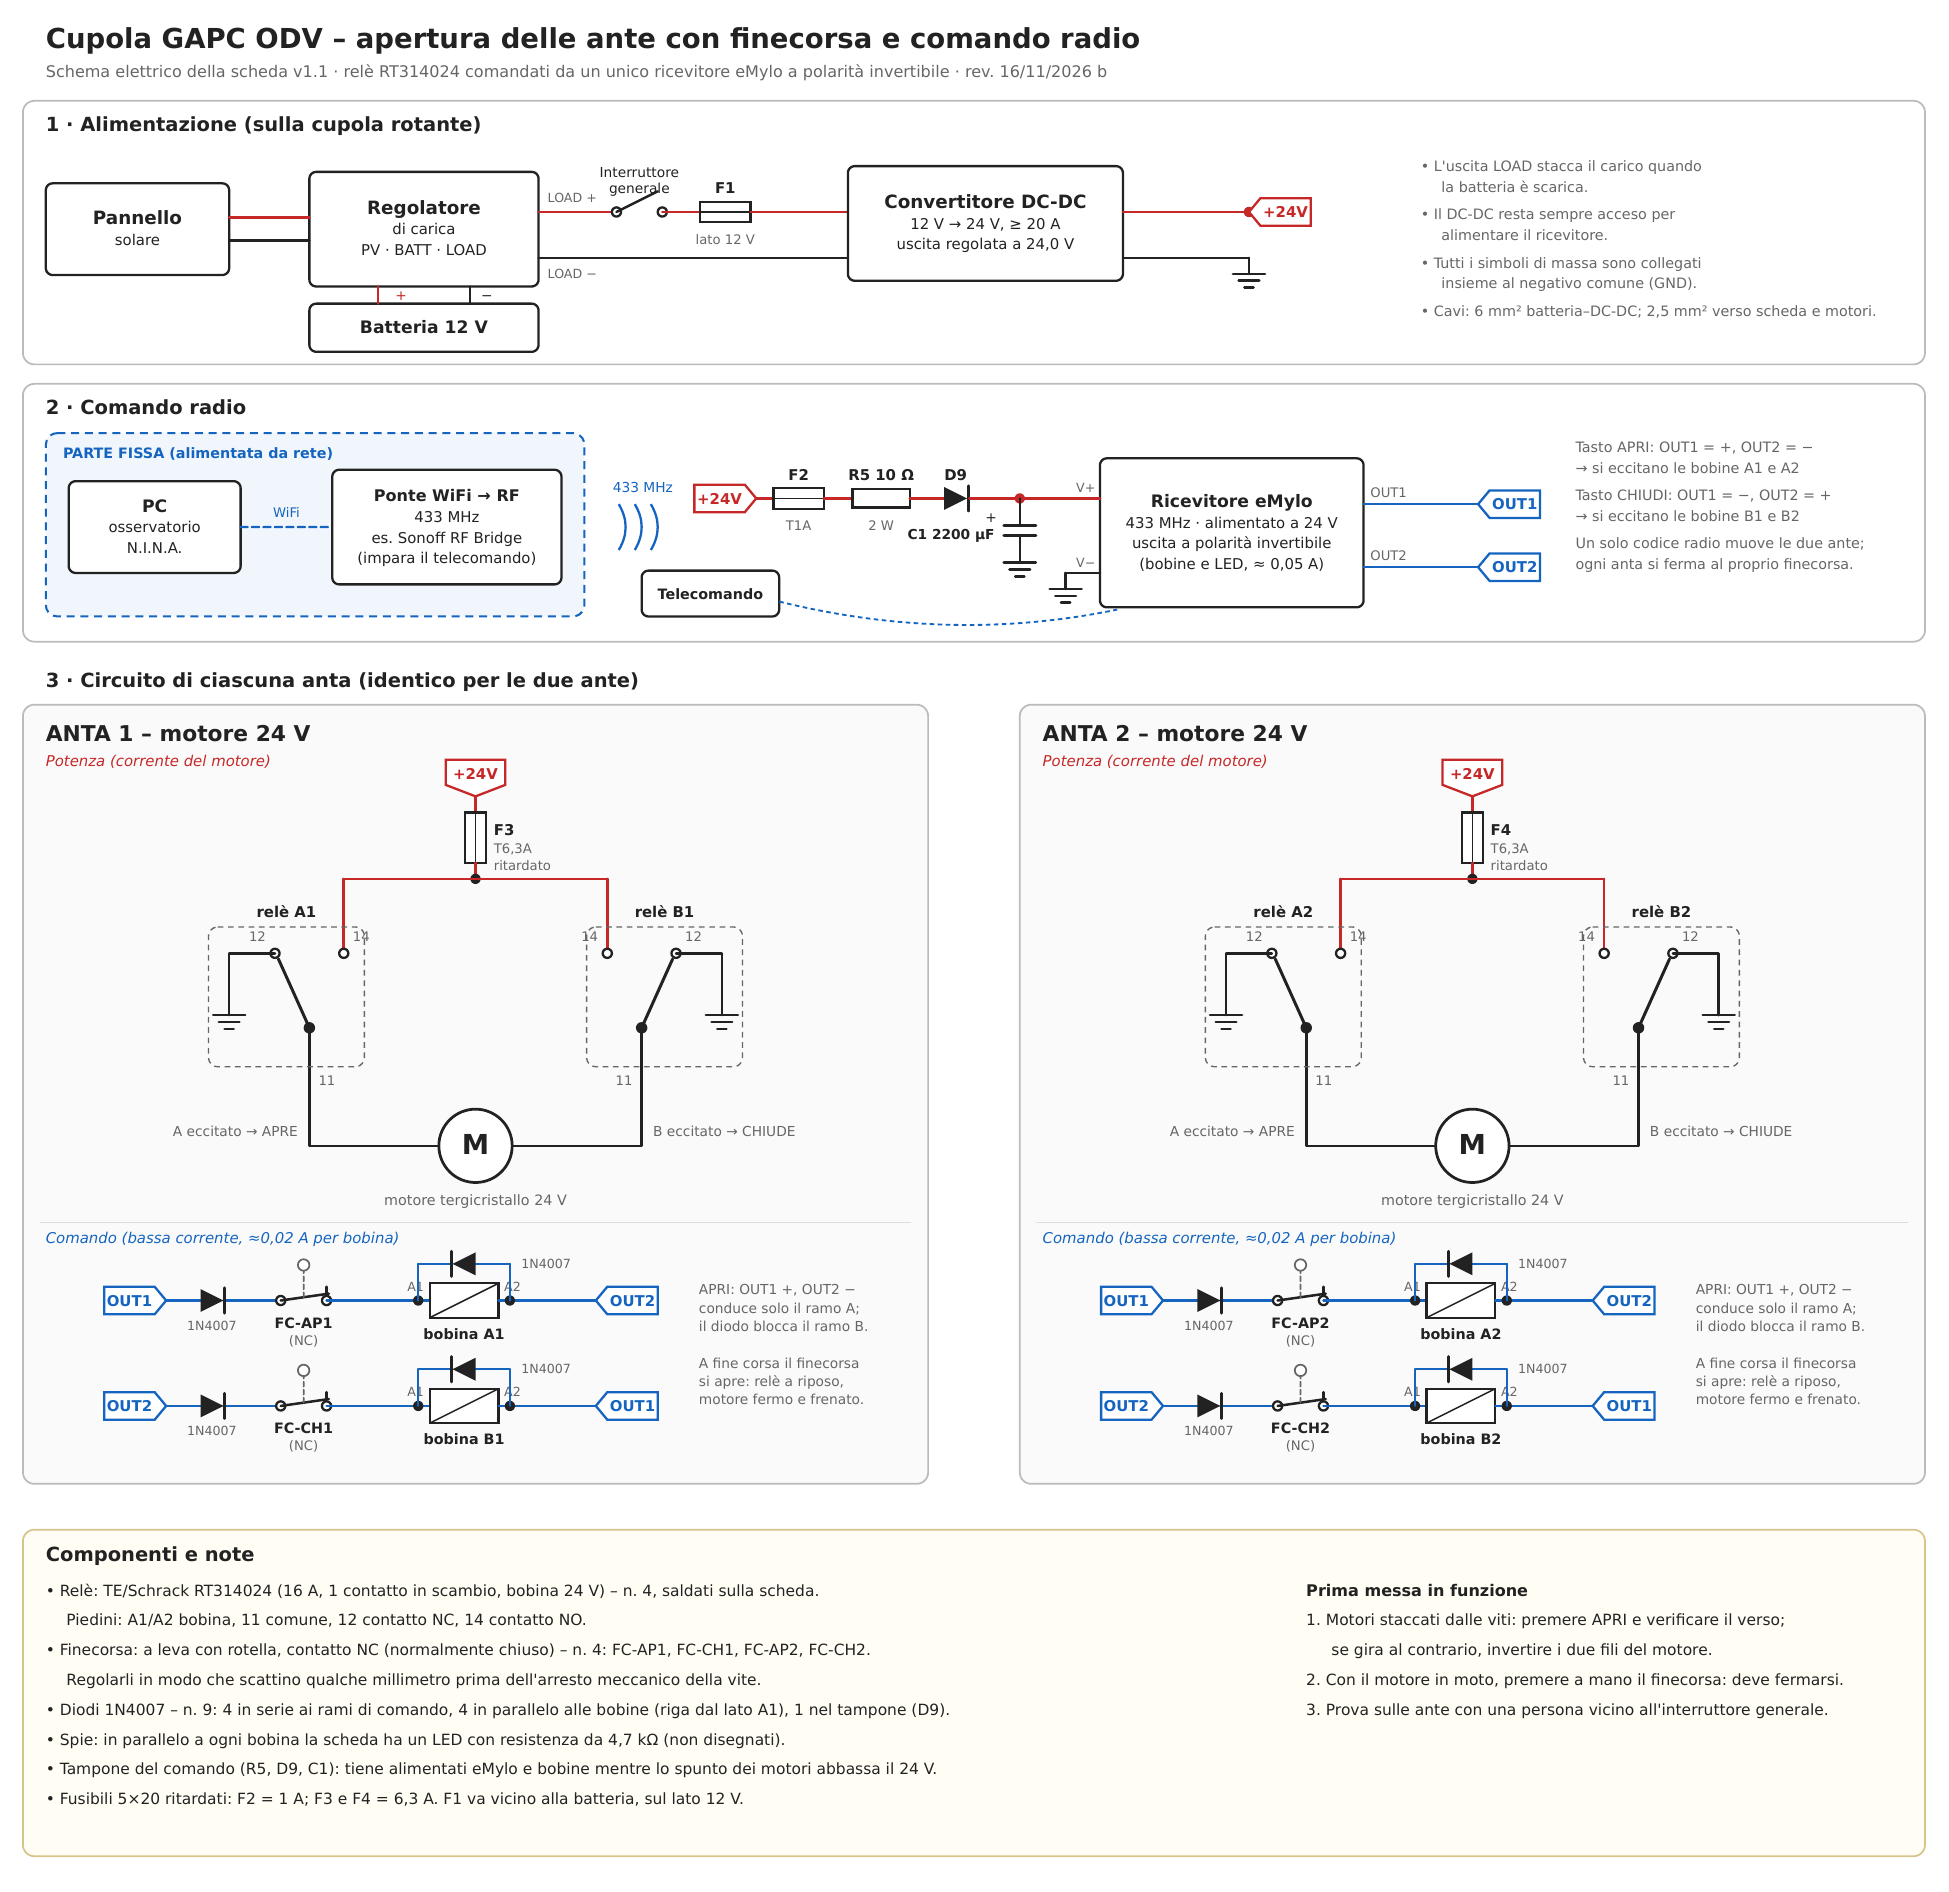 Cupola GAPC ODV – apertura delle ante con finecorsa e comando radio
Schema elettrico della scheda v1.1 · relè RT314024 comandati da un unico ricevitore eMylo a polarità invertibile · rev. 16/11/2026 b
1 · Alimentazione (sulla cupola rotante)
Pannello
solare
Regolatore
di carica
PV · BATT · LOAD
+
−
Batteria 12 V
LOAD +
LOAD −
Interruttore
generale
F1
lato 12 V
Convertitore DC-DC
12 V → 24 V, ≥ 20 A
uscita regolata a 24,0 V
+24V
• L'uscita LOAD stacca il carico quando
la batteria è scarica.
• Il DC-DC resta sempre acceso per
alimentare il ricevitore.
• Tutti i simboli di massa sono collegati
insieme al negativo comune (GND).
• Cavi: 6 mm² batteria–DC-DC; 2,5 mm² verso scheda e motori.
2 · Comando radio
PARTE FISSA (alimentata da rete)
PC
osservatorio
N.I.N.A.
WiFi
Ponte WiFi → RF
433 MHz
es. Sonoff RF Bridge
(impara il telecomando)
433 MHz
Telecomando
+24V
F2
T1A
R5 10 Ω
2 W
D9
+
C1 2200 µF
V+
V−
Ricevitore eMylo
433 MHz · alimentato a 24 V
uscita a polarità invertibile
(bobine e LED, ≈ 0,05 A)
OUT1
OUT2
OUT1
OUT2
Tasto APRI: OUT1 = +, OUT2 = −
→ si eccitano le bobine A1 e A2
Tasto CHIUDI: OUT1 = −, OUT2 = +
→ si eccitano le bobine B1 e B2
Un solo codice radio muove le due ante;
ogni anta si ferma al proprio finecorsa.
3 · Circuito di ciascuna anta (identico per le due ante)
ANTA 1 – motore 24 V
Potenza (corrente del motore)
+24V
F3
T6,3A
ritardato
relè A1
relè B1
12
14
14
12
11
11
A eccitato → APRE
M
B eccitato → CHIUDE
motore tergicristallo 24 V
Comando (bassa corrente, ≈0,02 A per bobina)
OUT1
1N4007
FC-AP1
(NC)
A1
A2
1N4007
bobina A1
OUT2
OUT2
1N4007
FC-CH1
(NC)
A1
A2
1N4007
bobina B1
OUT1
APRI: OUT1 +, OUT2 −
conduce solo il ramo A;
il diodo blocca il ramo B.
A fine corsa il finecorsa
si apre: relè a riposo,
motore fermo e frenato.
ANTA 2 – motore 24 V
Potenza (corrente del motore)
+24V
F4
T6,3A
ritardato
relè A2
relè B2
12
14
14
12
11
11
A eccitato → APRE
M
B eccitato → CHIUDE
motore tergicristallo 24 V
Comando (bassa corrente, ≈0,02 A per bobina)
OUT1
1N4007
FC-AP2
(NC)
A1
A2
1N4007
bobina A2
OUT2
OUT2
1N4007
FC-CH2
(NC)
A1
A2
1N4007
bobina B2
OUT1
APRI: OUT1 +, OUT2 −
conduce solo il ramo A;
il diodo blocca il ramo B.
A fine corsa il finecorsa
si apre: relè a riposo,
motore fermo e frenato.
Componenti e note
• Relè: TE/Schrack RT314024 (16 A, 1 contatto in scambio, bobina 24 V) – n. 4, saldati sulla scheda.
Piedini: A1/A2 bobina, 11 comune, 12 contatto NC, 14 contatto NO.
• Finecorsa: a leva con rotella, contatto NC (normalmente chiuso) – n. 4: FC-AP1, FC-CH1, FC-AP2, FC-CH2.
Regolarli in modo che scattino qualche millimetro prima dell'arresto meccanico della vite.
• Diodi 1N4007 – n. 9: 4 in serie ai rami di comando, 4 in parallelo alle bobine (riga dal lato A1), 1 nel tampone (D9).
• Spie: in parallelo a ogni bobina la scheda ha un LED con resistenza da 4,7 kΩ (non disegnati).
• Tampone del comando (R5, D9, C1): tiene alimentati eMylo e bobine mentre lo spunto dei motori abbassa il 24 V.
• Fusibili 5×20 ritardati: F2 = 1 A; F3 e F4 = 6,3 A. F1 va vicino alla batteria, sul lato 12 V.
Prima messa in funzione
1. Motori staccati dalle viti: premere APRI e verificare il verso;
se gira al contrario, invertire i due fili del motore.
2. Con il motore in moto, premere a mano il finecorsa: deve fermarsi.
3. Prova sulle ante con una persona vicino all'interruttore generale.